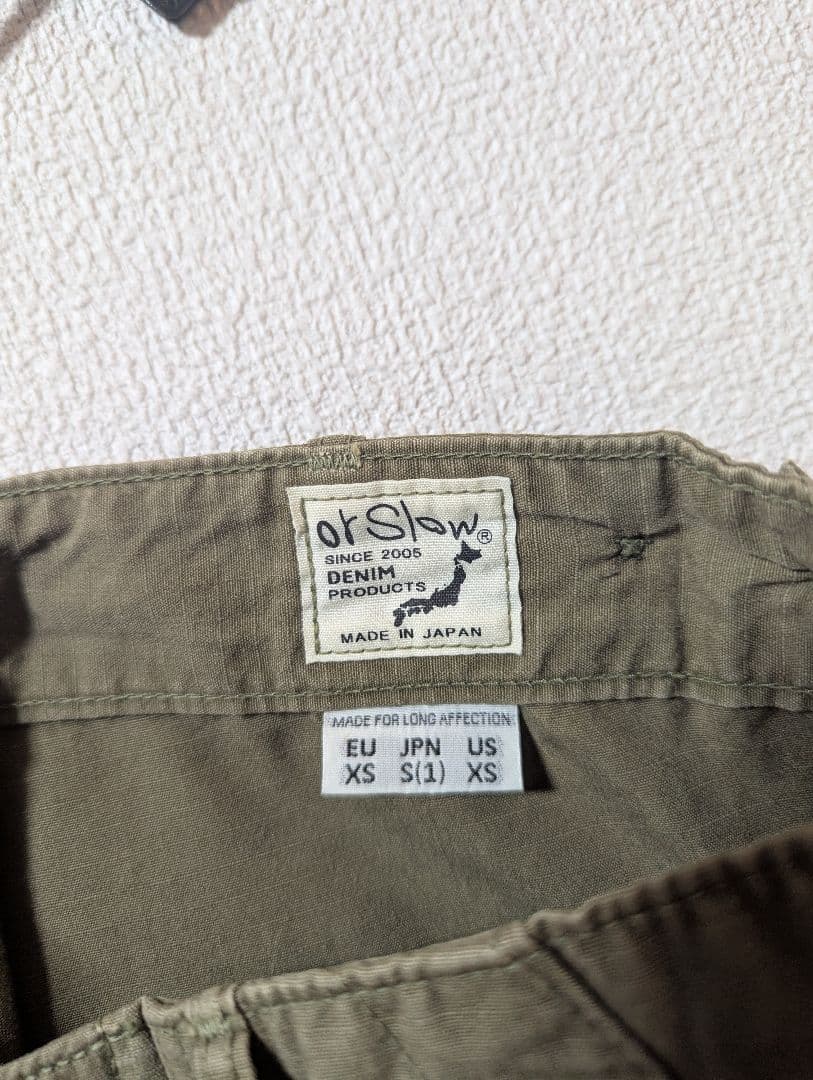 orSlow®
SINCE 2005
DENIM
PRODUCTS
MADE IN JAPAN
MADE FOR LONG AFFECTION
EU JPN US
XS S(1) XS